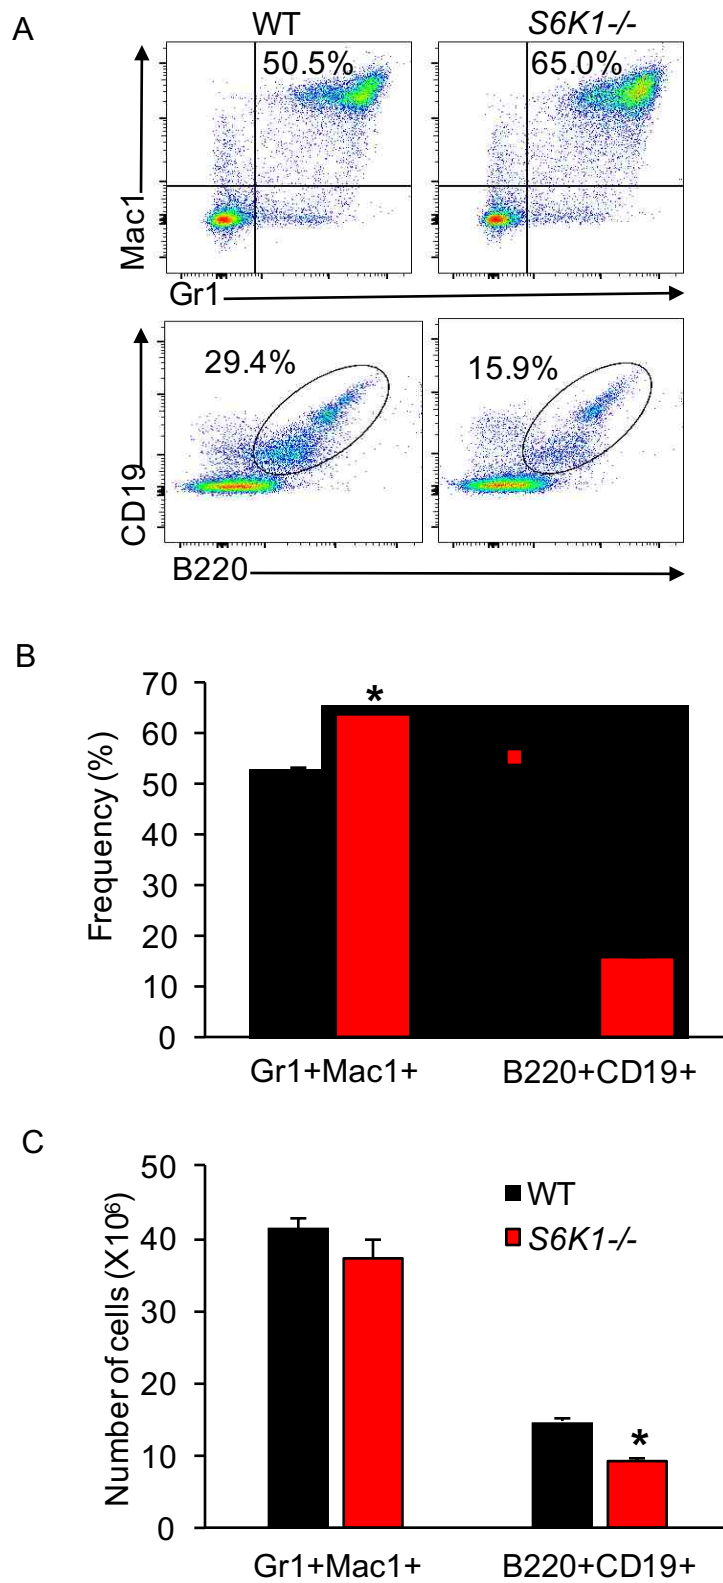 A
WT
S6K1-/-
50.5%
65.0%
Mac1
Gr1
29.4%
15.9%
CD19
B220
B
70
60
50
40
30
20
10
0
Frequency (%)
*
Gr1+Mac1+
B220+CD19+
C
50
40
30
20
10
0
Number of cells (X10⁶)
WT
S6K1-/-
*
Gr1+Mac1+
B220+CD19+